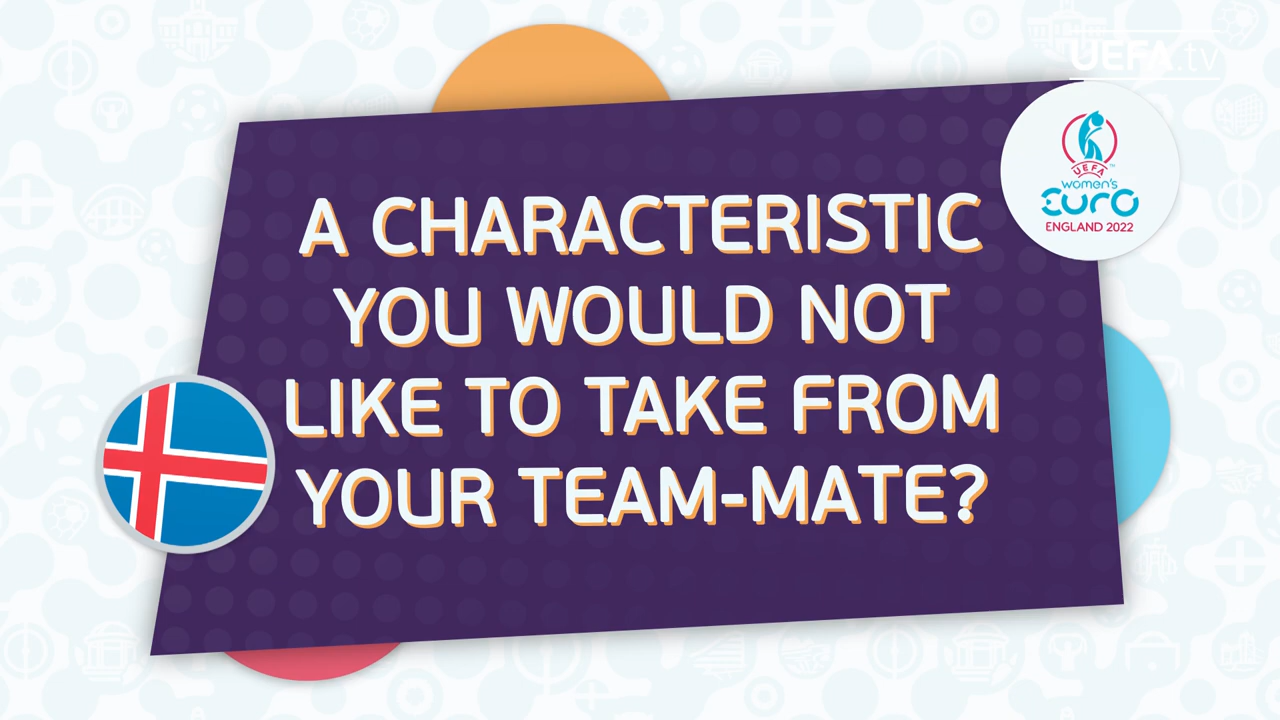 UEFA.tv
UEFA
women's
EURO
ENGLAND 2022
A CHARACTERISTIC
YOU WOULD NOT
LIKE TO TAKE FROM
YOUR TEAM-MATE?